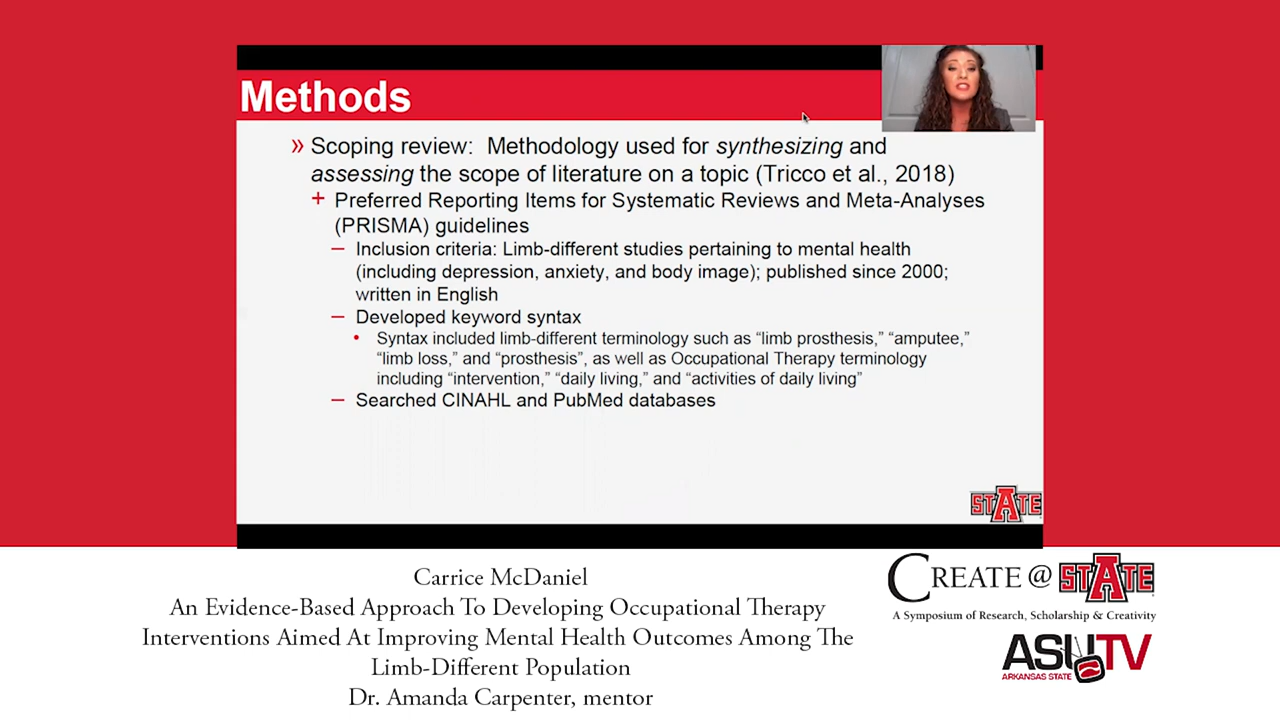 Methods
» Scoping review: Methodology used for synthesizing and
assessing the scope of literature on a topic (Tricco et al., 2018)
+ Preferred Reporting Items for Systematic Reviews and Meta-Analyses
(PRISMA) guidelines
– Inclusion criteria: Limb-different studies pertaining to mental health
(including depression, anxiety, and body image); published since 2000;
written in English
– Developed keyword syntax
• Syntax included limb-different terminology such as “limb prosthesis,” “amputee,”
“limb loss,” and “prosthesis”, as well as Occupational Therapy terminology
including “intervention,” “daily living,” and “activities of daily living”
– Searched CINAHL and PubMed databases
STATE
Carrice McDaniel
An Evidence-Based Approach To Developing Occupational Therapy
Interventions Aimed At Improving Mental Health Outcomes Among The
Limb-Different Population
Dr. Amanda Carpenter, mentor
CREATE @ STATE
A Symposium of Research, Scholarship & Creativity
ASUTV
ARKANSAS STATE